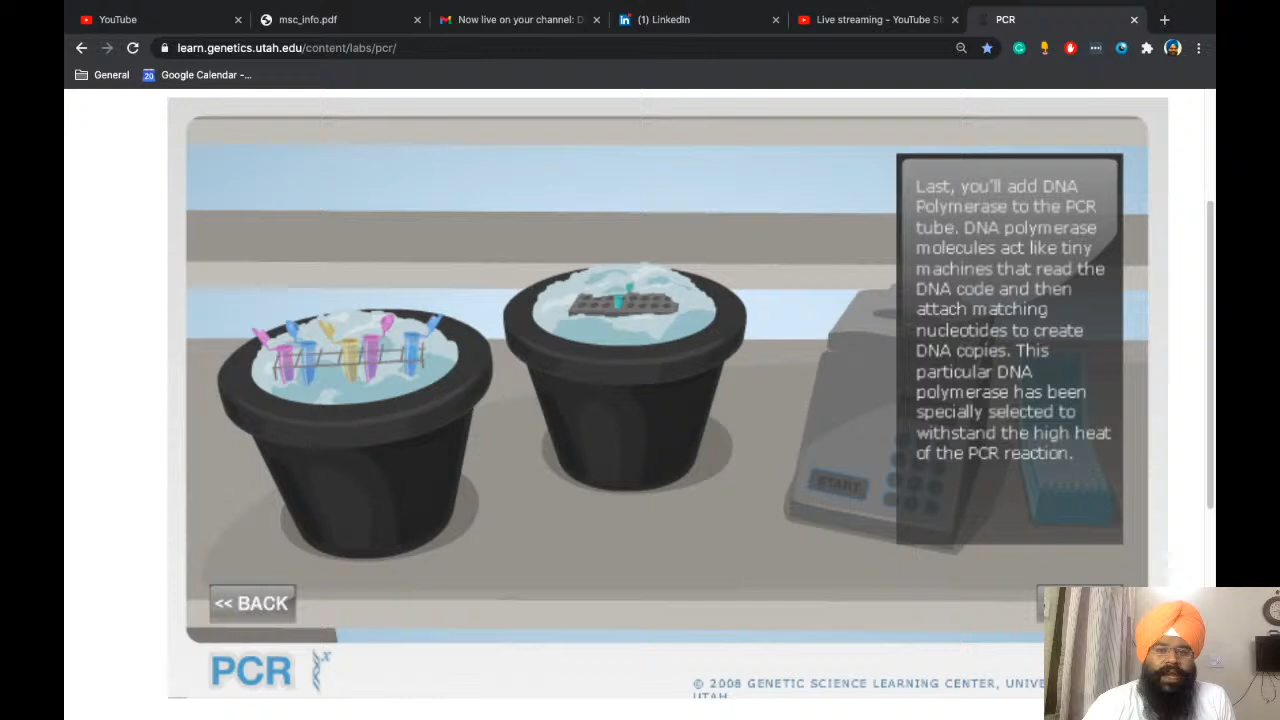 YouTube
msc_info.pdf
Now live on your channel: D
(1) LinkedIn
Live streaming - YouTube St
PCR
learn.genetics.utah.edu/content/labs/pcr/
General
20
Google Calendar -...
Last, you'll add DNA
Polymerase to the PCR
tube. DNA polymerase
molecules act like tiny
machines that read the
DNA code and then
attach matching
nucleotides to create
DNA copies. This
particular DNA
polymerase has been
specially selected to
withstand the high heat
of the PCR reaction.
START
<< BACK
PCR
© 2008 GENETIC SCIENCE LEARNING CENTER, UNIVE
UTAH